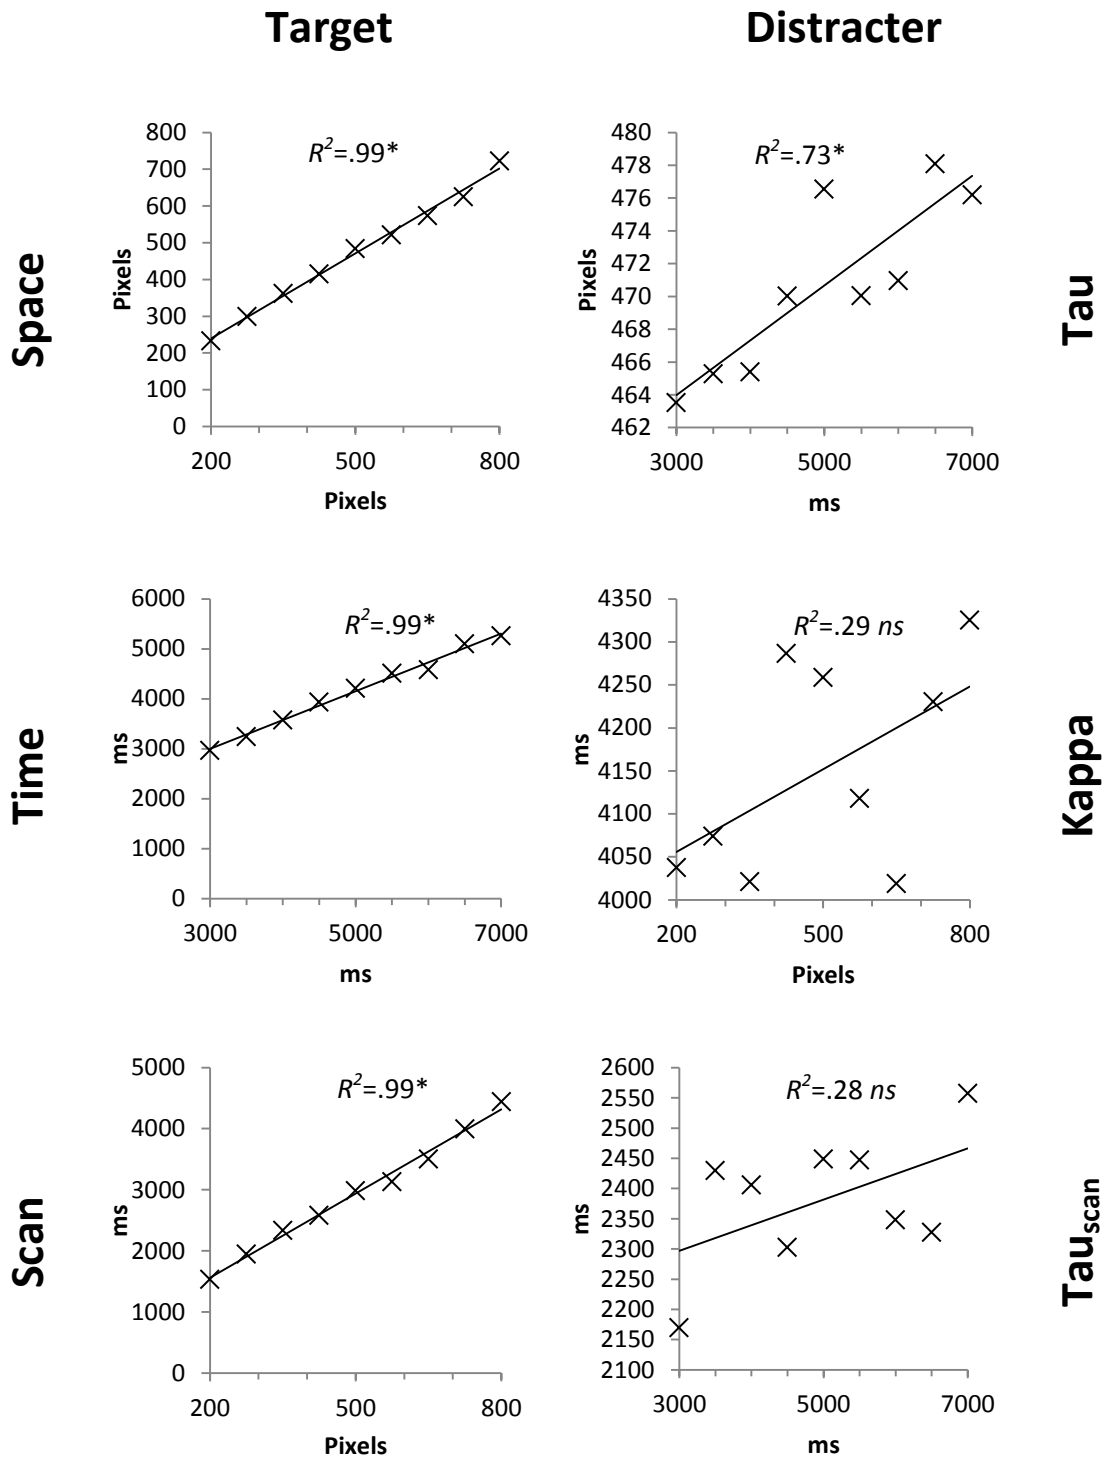 Target
Distracter
Space
Pixels
800
700
600
500
400
300
200
100
0
R²=.99*
200
500
800
Pixels
Pixels
480
478
476
474
472
470
468
466
464
462
R²=.73*
3000
5000
7000
ms
Tau
Time
ms
6000
5000
4000
3000
2000
1000
0
R²=.99*
3000
5000
7000
ms
ms
4350
4300
4250
4200
4150
4100
4050
4000
R²=.29 ns
200
500
800
Pixels
Kappa
Scan
ms
5000
4000
3000
2000
1000
0
R²=.99*
200
500
800
Pixels
ms
2600
2550
2500
2450
2400
2350
2300
2250
2200
2150
2100
R²=.28 ns
3000
5000
7000
ms
Tauscan